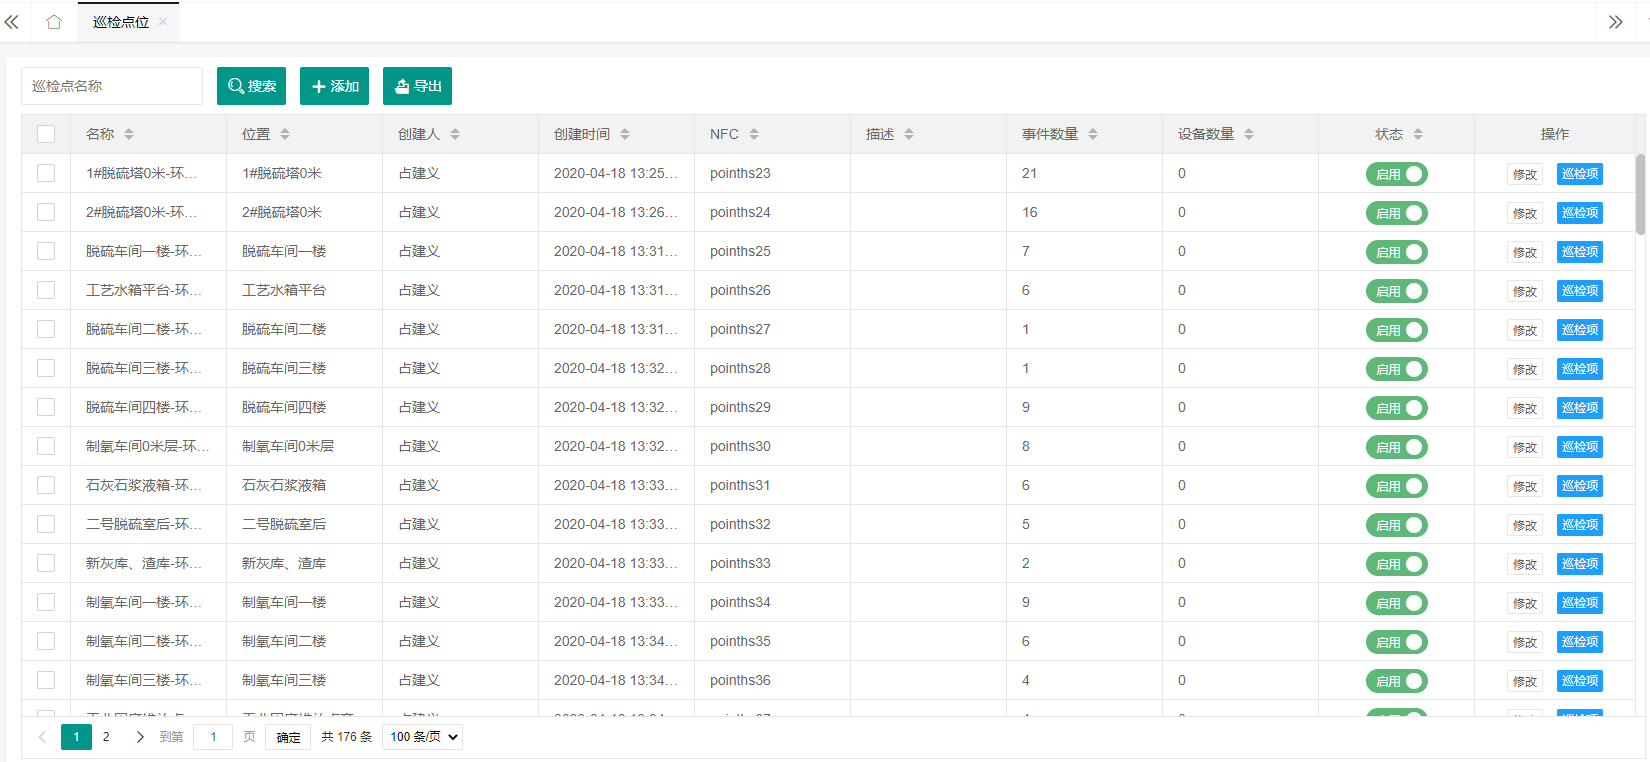 巡检点位
巡检点名称 搜索 添加 导出
名称 位置 创建人 创建时间 NFC 描述 事件数量 设备数量 状态 操作
1#脱硫塔0米-环... 1#脱硫塔0米 占建义 2020-04-18 13:25... poinths23 21 0 启用 修改 巡检项
2#脱硫塔0米-环... 2#脱硫塔0米 占建义 2020-04-18 13:26... poinths24 16 0 启用 修改 巡检项
脱硫车间一楼-环... 脱硫车间一楼 占建义 2020-04-18 13:31... poinths25 7 0 启用 修改 巡检项
工艺水箱平台-环... 工艺水箱平台 占建义 2020-04-18 13:31... poinths26 6 0 启用 修改 巡检项
脱硫车间二楼-环... 脱硫车间二楼 占建义 2020-04-18 13:31... poinths27 1 0 启用 修改 巡检项
脱硫车间三楼-环... 脱硫车间三楼 占建义 2020-04-18 13:32... poinths28 1 0 启用 修改 巡检项
脱硫车间四楼-环... 脱硫车间四楼 占建义 2020-04-18 13:32... poinths29 9 0 启用 修改 巡检项
制氧车间0米层-环... 制氧车间0米层 占建义 2020-04-18 13:32... poinths30 8 0 启用 修改 巡检项
石灰石浆液箱-环... 石灰石浆液箱 占建义 2020-04-18 13:33... poinths31 6 0 启用 修改 巡检项
二号脱硫室后-环... 二号脱硫室后 占建义 2020-04-18 13:33... poinths32 5 0 启用 修改 巡检项
新灰库、渣库-环... 新灰库、渣库 占建义 2020-04-18 13:33... poinths33 2 0 启用 修改 巡检项
制氧车间一楼-环... 制氧车间一楼 占建义 2020-04-18 13:33... poinths34 9 0 启用 修改 巡检项
制氧车间二楼-环... 制氧车间二楼 占建义 2020-04-18 13:34... poinths35 6 0 启用 修改 巡检项
制氧车间三楼-环... 制氧车间三楼 占建义 2020-04-18 13:34... poinths36 4 0 启用 修改 巡检项
1 2 到第 1 页 确定 共 176 条 100 条/页